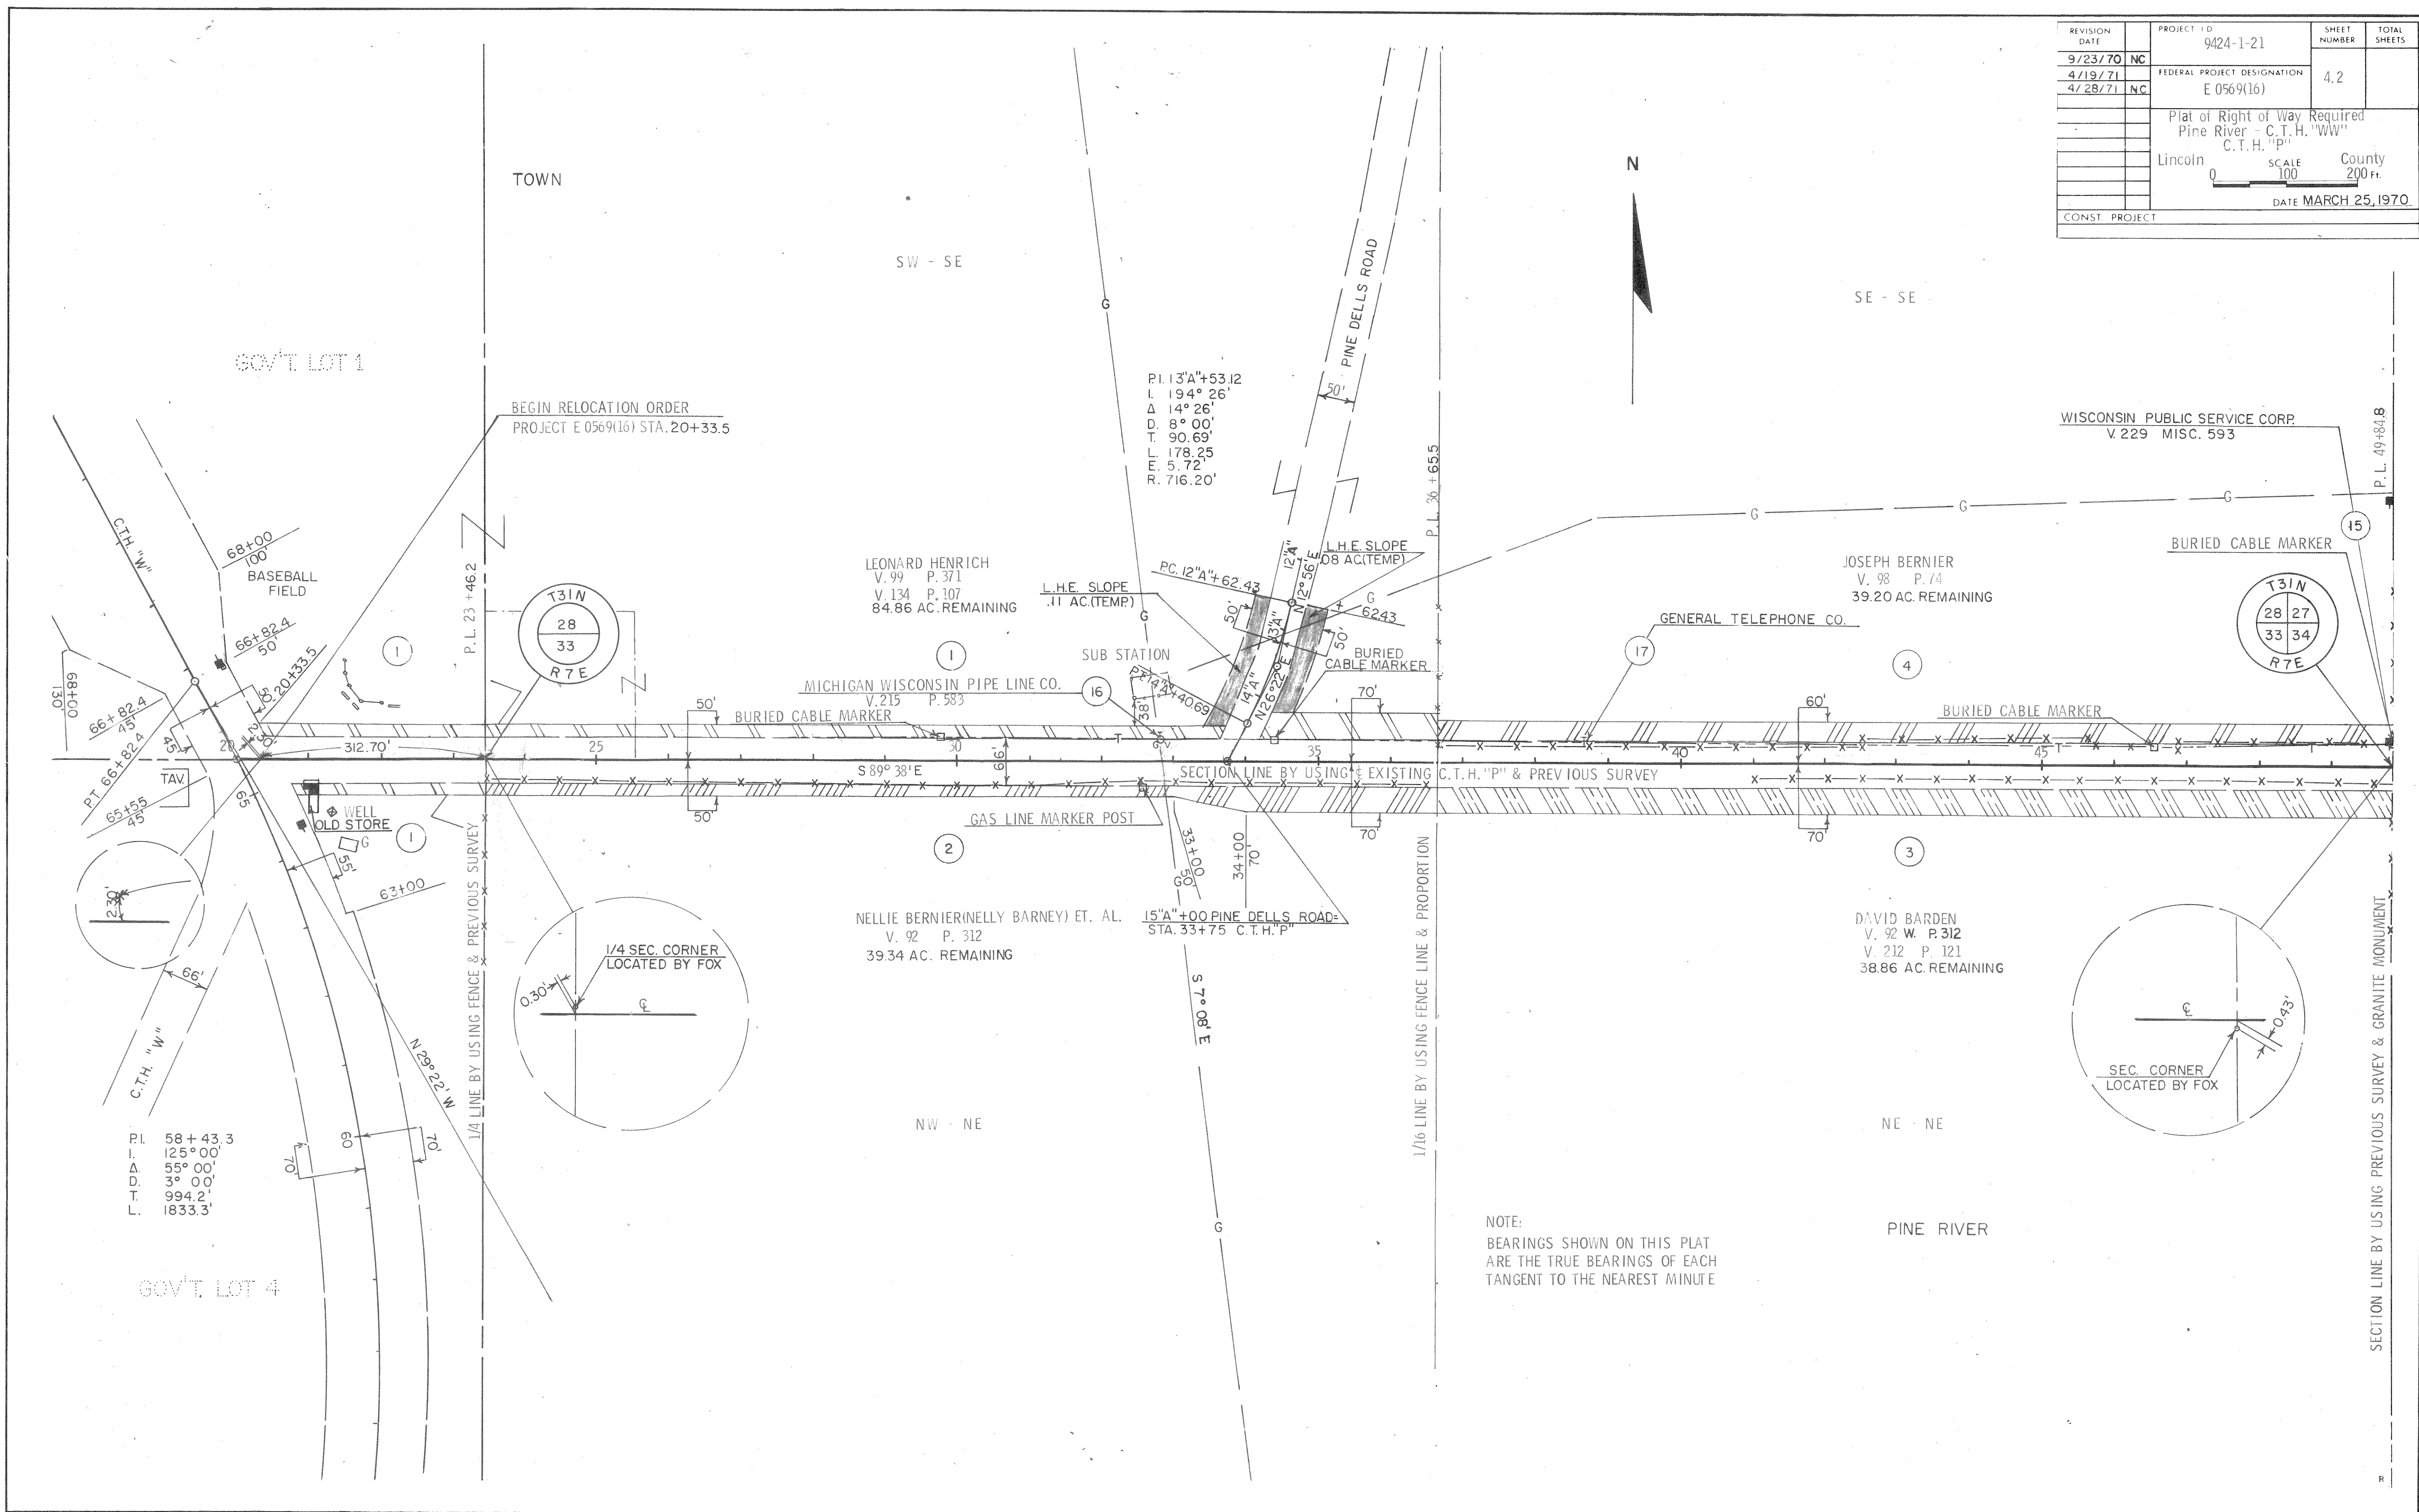 REVISION DATE
PROJECT I D
9424-1-21
SHEET NUMBER
4.2
TOTAL SHEETS
9/23/70 NC
4/19/71
4/28/71 NC
FEDERAL PROJECT DESIGNATION
E 0569(16)
Plat of Right of Way Required
Pine River - C.T.H. "WW"
C.T.H. "P"
Lincoln SCALE County
0 100 200 Ft.
DATE MARCH 25, 1970
CONST. PROJECT
TOWN
SW - SE
SE - SE
N
GOV'T. LOT 1
BEGIN RELOCATION ORDER
PROJECT E 0569(16) STA. 20+33.5
PINE DELLS ROAD
50'
P.I. 13"A"+53.12
I. 194° 26'
Δ 14° 26'
D. 8° 00'
T. 90.69'
L. 178.25
E. 5.72'
R. 716.20'
G
G
WISCONSIN PUBLIC SERVICE CORP.
V. 229 MISC. 593
P.L. 49+84.8
15
BURIED CABLE MARKER
C.T.H. "W"
68+00
100'
BASEBALL
FIELD
66+82.4
50'
1
P.L. 23+46.2
T31N
28
33
R7E
LEONARD HENRICH
V. 99 P. 371
V. 134 P. 107
84.86 AC. REMAINING
1
L.H.E. SLOPE
.11 AC.(TEMP.)
P.C. 12"A"+62.43
12"A"
N12°56'E
L.H.E. SLOPE
.08 AC.(TEMP)
+
62.43
P.L. 36+65.5
G
G
G
G
JOSEPH BERNIER
V. 98 P. 74
39.20 AC. REMAINING
4
T31N
28 27
33 34
R7E
GENERAL TELEPHONE CO.
17
50'
13"A"
50'
SUB STATION
G
P.T. 14"A"+40.69
14"A"
N26°22'E
BURIED
CABLE MARKER
68+00
130'
66+82.4
45'
P.T. 66+82.4
50'
20+33.5
45'
2.30'
20
312.70'
25
50'
MICHIGAN WISCONSIN PIPE LINE CO.
V. 215 P. 583
16
BURIED CABLE MARKER
38'
T
G.V.
30
66'
35
70'
60'
BURIED CABLE MARKER
40
45
T
S 89° 38' E
SECTION LINE BY USING ℄ EXISTING C.T.H. "P" & PREVIOUS SURVEY
TAV.
65
65+55
45'
WELL
OLD STORE
G
1
55'
63+00
50'
GAS LINE MARKER POST
2
33+00
50'
G
34+00
70'
70'
70'
3
2.30'
66'
C.T.H. "W"
N 29°22' W
1/4 LINE BY USING FENCE & PREVIOUS SURVEY
1/4 SEC. CORNER
LOCATED BY FOX
0.30'
℄
NELLIE BERNIER(NELLY BARNEY) ET. AL.
V. 92 P. 312
39.34 AC. REMAINING
15"A"+00 PINE DELLS ROAD=
STA. 33+75 C.T.H. "P"
S 7°08' E
1/16 LINE BY USING FENCE LINE & PROPORTION
DAVID BARDEN
V. 92 W. P. 312
V. 212 P. 121
38.86 AC. REMAINING
℄
0.43'
SEC. CORNER
LOCATED BY FOX
SECTION LINE BY USING PREVIOUS SURVEY & GRANITE MONUMENT
P.I. 58+43.3
I. 125°00'
Δ. 55° 00'
D. 3° 00'
T. 994.2'
L. 1833.3'
70'
60
70'
NW - NE
NE - NE
G
GOV'T. LOT 4
NOTE:
BEARINGS SHOWN ON THIS PLAT
ARE THE TRUE BEARINGS OF EACH
TANGENT TO THE NEAREST MINUTE
PINE RIVER
R